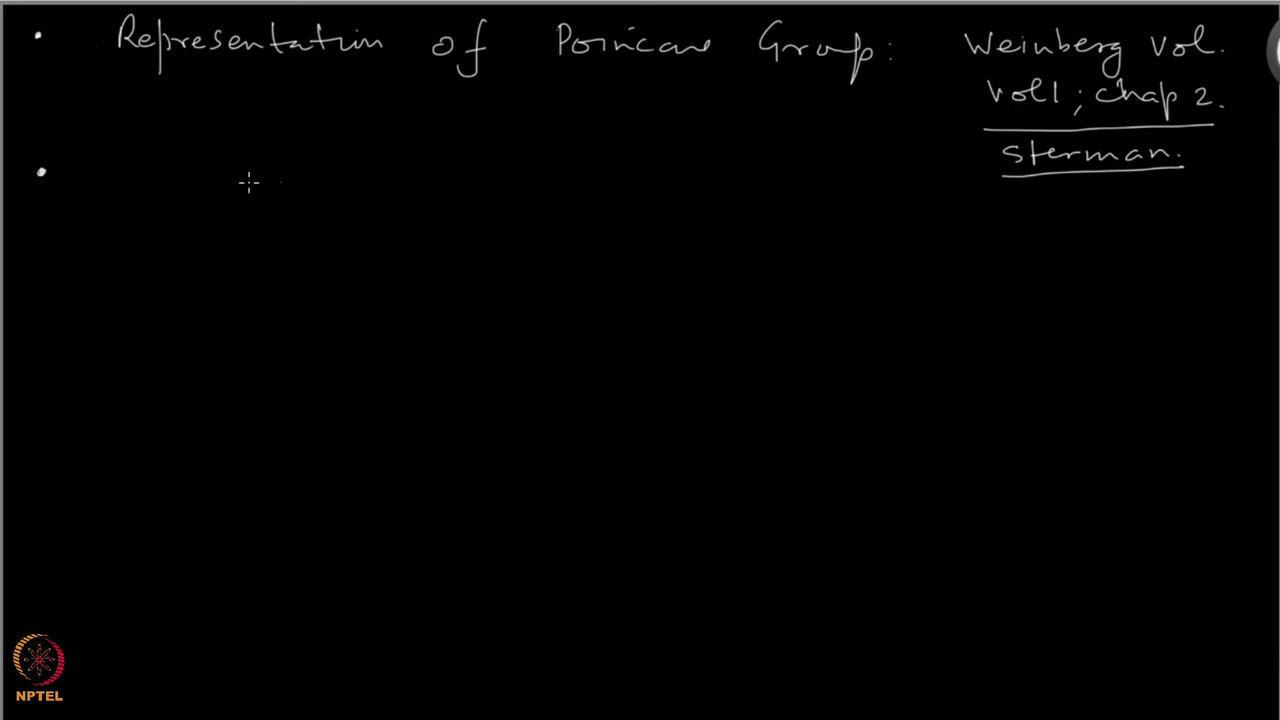 • Representation of Poincare Group: Weinberg Vol.
Vol 1; Chap 2.
Sterman.
•
NPTEL